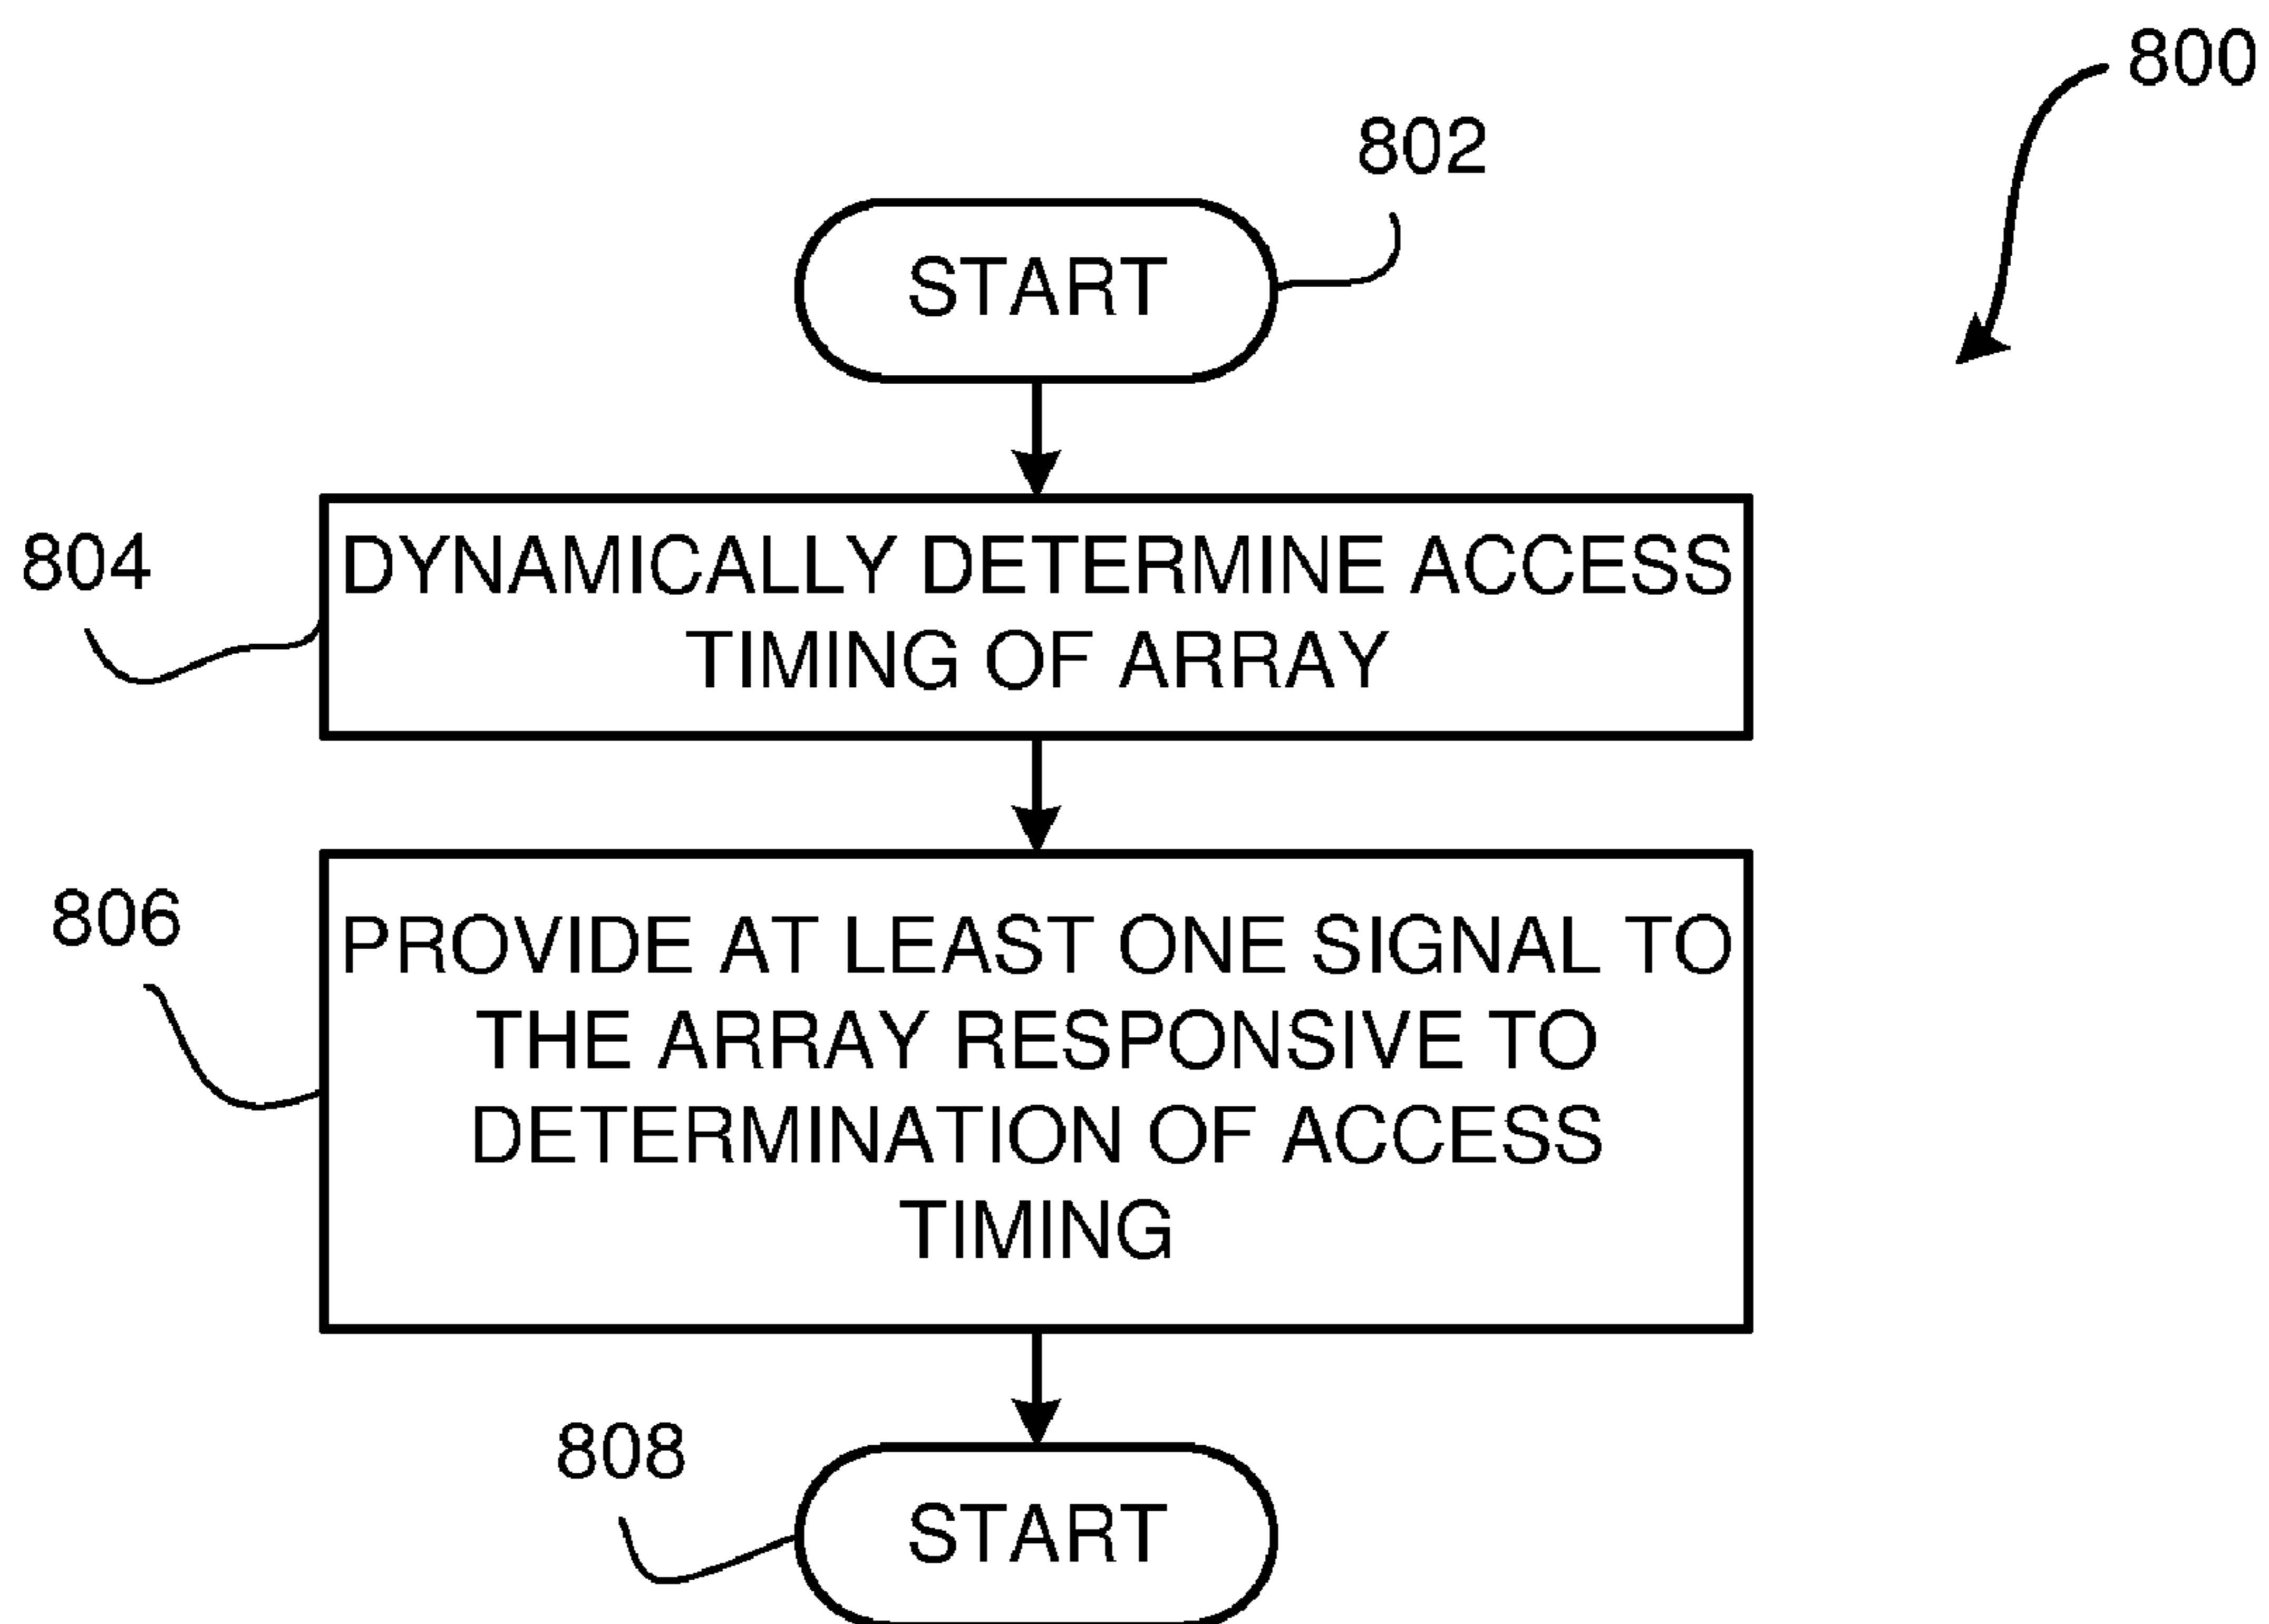 800
802
START
804
DYNAMICALLY DETERMINE ACCESS
TIMING OF ARRAY
806
PROVIDE AT LEAST ONE SIGNAL TO
THE ARRAY RESPONSIVE TO
DETERMINATION OF ACCESS
TIMING
808
START